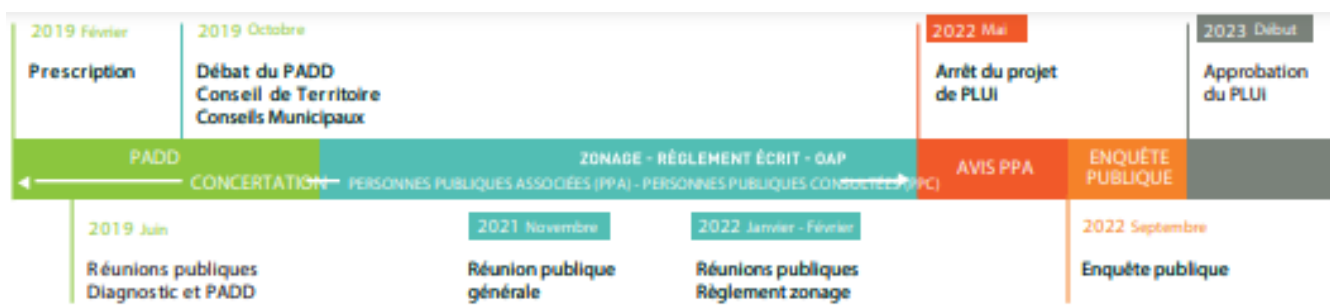 2019 Février
Prescription
2019 Octobre
Débat du PADD
Conseil de Territoire
Conseils Municipaux
2022 Mai
Arrêt du projet
de PLUi
2023 Début
Approbation
du PLUi
PADD
CONCERTATION
ZONAGE - RÈGLEMENT ÉCRIT - OAP
PERSONNES PUBLIQUES ASSOCIÉES (PPA) - PERSONNES PUBLIQUES CONSULTÉES (PPC)
AVIS PPA
ENQUÊTE
PUBLIQUE
2019 Juin
Réunions publiques
Diagnostic et PADD
2021 Novembre
Réunion publique
générale
2022 Janvier - Février
Réunions publiques
Règlement zonage
2022 Septembre
Enquête publique